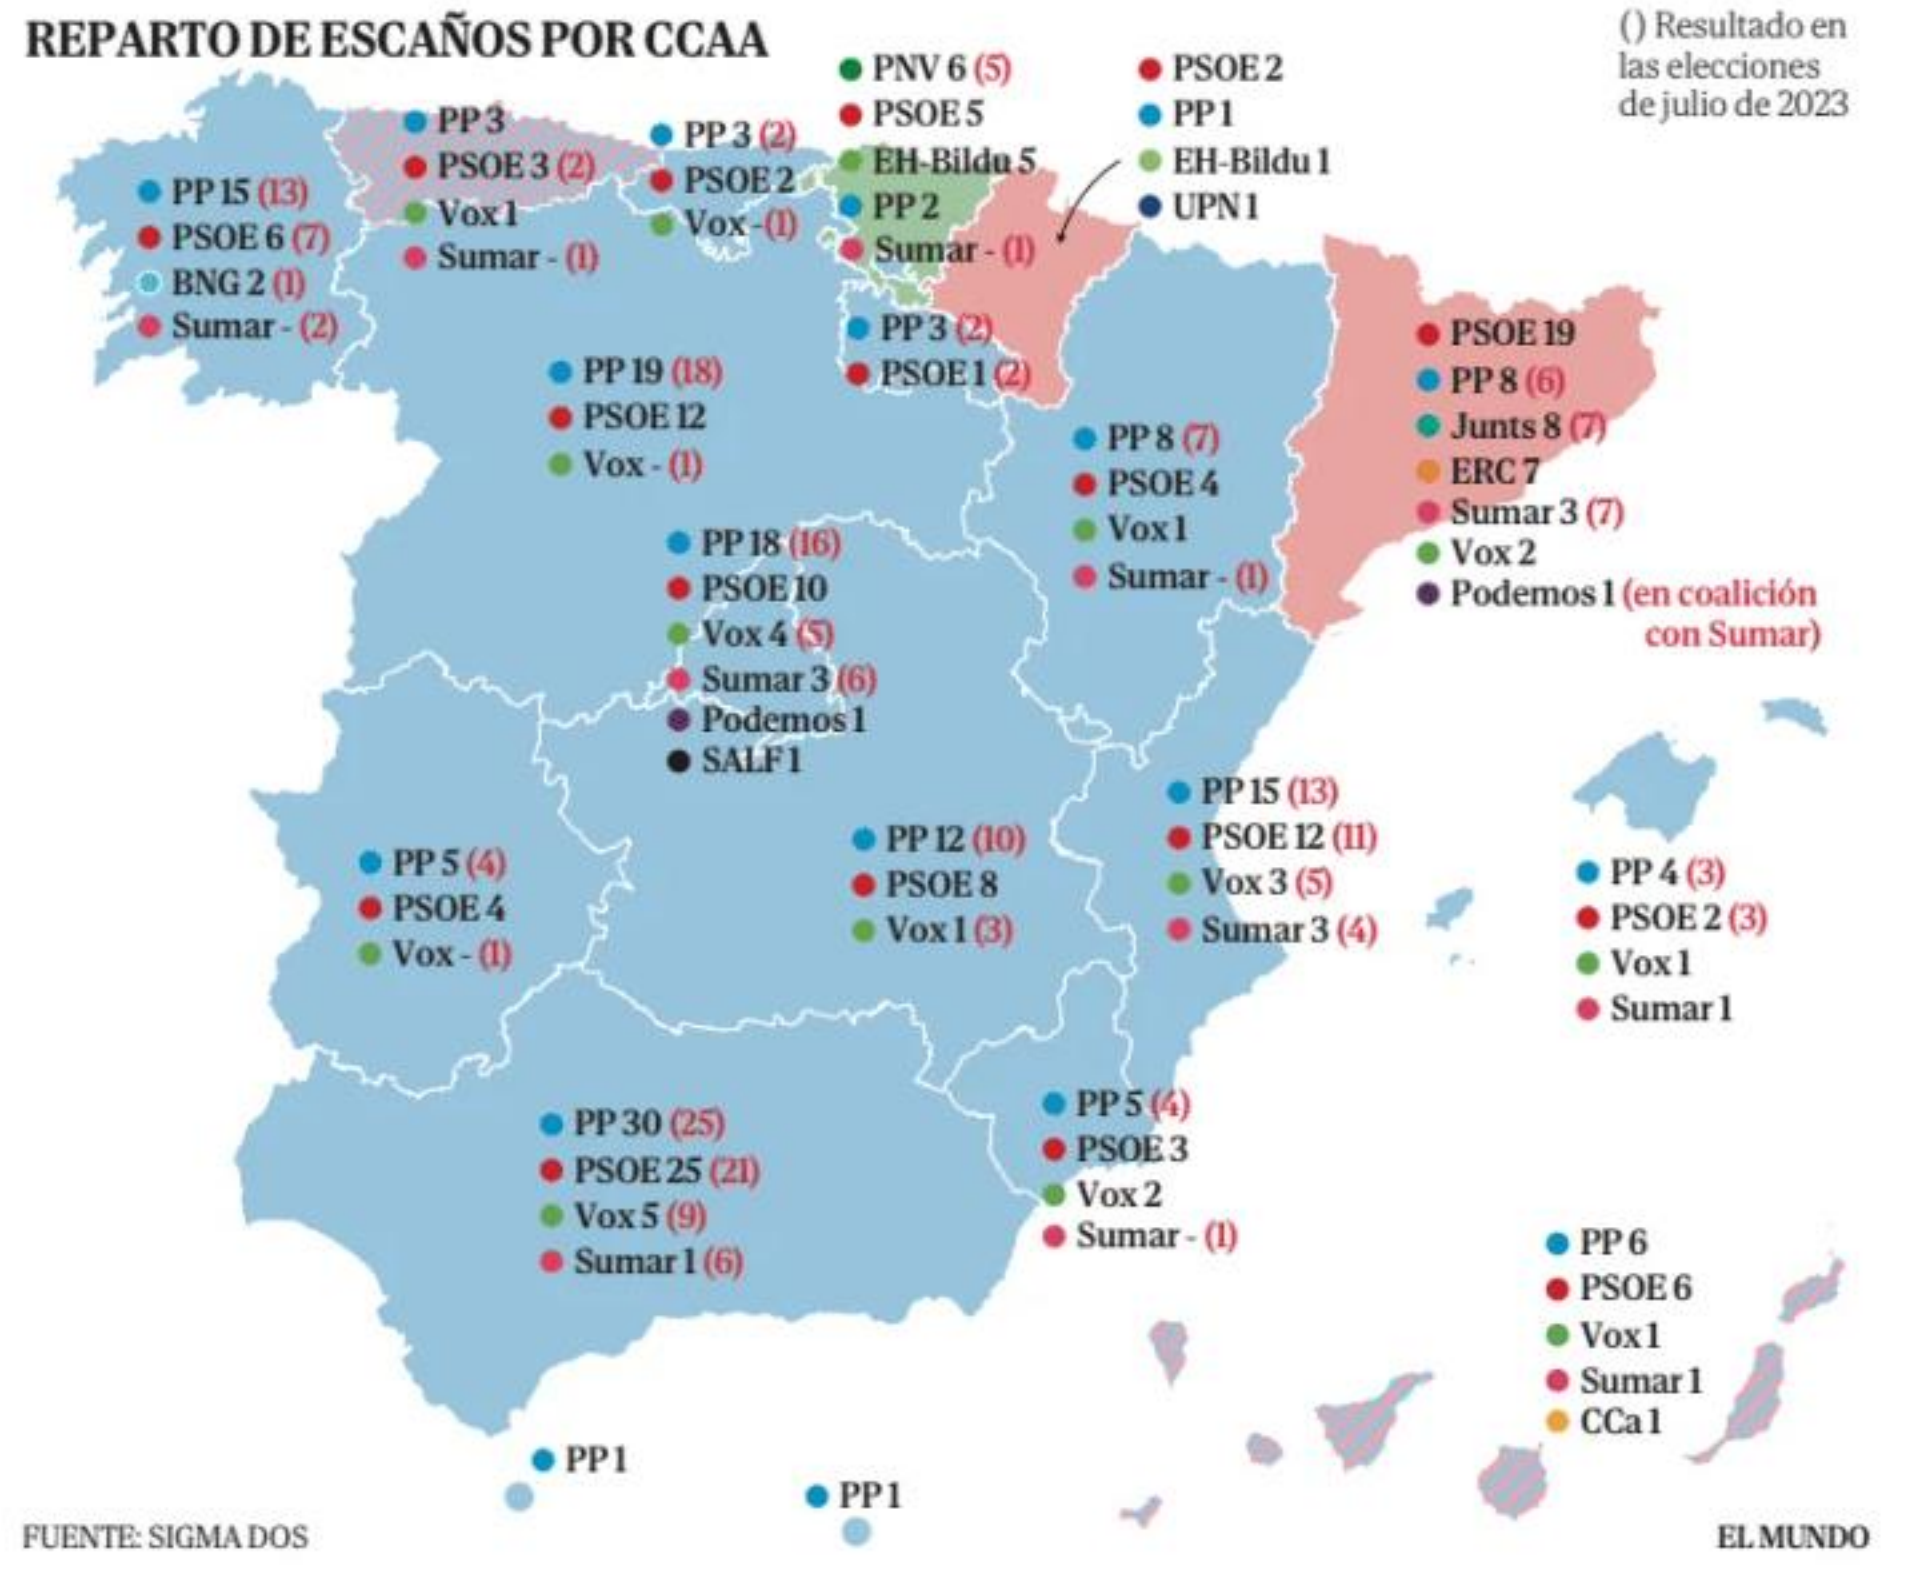 REPARTO DE ESCAÑOS POR CCAA
() Resultado en
las elecciones
de julio de 2023
PP 15 (13)
PSOE 6 (7)
BNG 2 (1)
Sumar - (2)
PP 3
PSOE 3 (2)
Vox 1
Sumar - (1)
PP 3 (2)
PSOE 2
Vox - (1)
PNV 6 (5)
PSOE 5
EH-Bildu 5
PP 2
Sumar - (1)
PSOE 2
PP 1
EH-Bildu 1
UPN 1
PP 3 (2)
PSOE 1 (2)
PP 19 (18)
PSOE 12
Vox - (1)
PP 8 (7)
PSOE 4
Vox 1
Sumar - (1)
PSOE 19
PP 8 (6)
Junts 8 (7)
ERC 7
Sumar 3 (7)
Vox 2
Podemos 1 (en coalición
con Sumar)
PP 18 (16)
PSOE 10
Vox 4 (5)
Sumar 3 (6)
Podemos 1
SALF 1
PP 5 (4)
PSOE 4
Vox - (1)
PP 12 (10)
PSOE 8
Vox 1 (3)
PP 15 (13)
PSOE 12 (11)
Vox 3 (5)
Sumar 3 (4)
PP 4 (3)
PSOE 2 (3)
Vox 1
Sumar 1
PP 30 (25)
PSOE 25 (21)
Vox 5 (9)
Sumar 1 (6)
PP 5 (4)
PSOE 3
Vox 2
Sumar - (1)
PP 6
PSOE 6
Vox 1
Sumar 1
CCa 1
PP 1
PP 1
FUENTE: SIGMA DOS
EL MUNDO